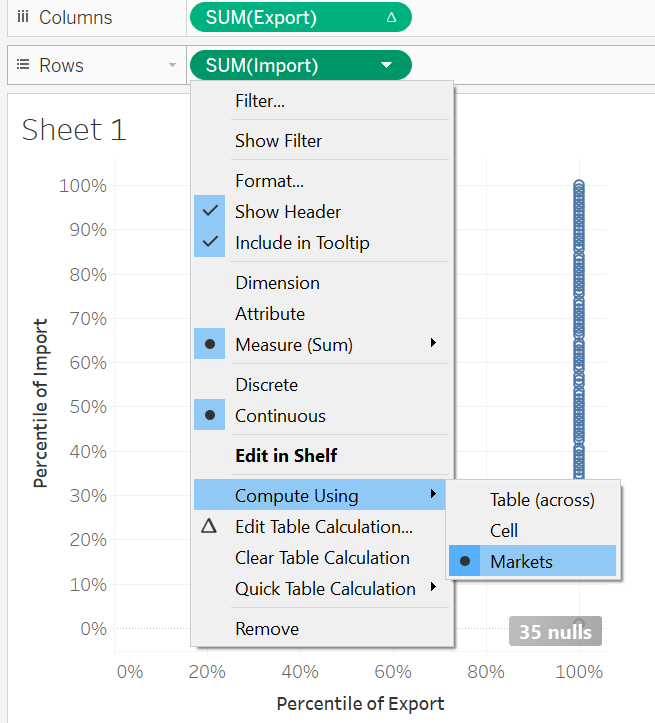 Columns
SUM(Export)
Rows
SUM(Import)
Sheet 1
Filter...
Show Filter
Format...
Show Header
Include in Tooltip
Dimension
Attribute
Measure (Sum)
Discrete
Continuous
Edit in Shelf
Compute Using
Edit Table Calculation...
Clear Table Calculation
Quick Table Calculation
Remove
Table (across)
Cell
Markets
Percentile of Import
100%
90%
80%
70%
60%
50%
40%
30%
20%
10%
0%
35 nulls
0% 20% 40% 60% 80% 100%
Percentile of Export